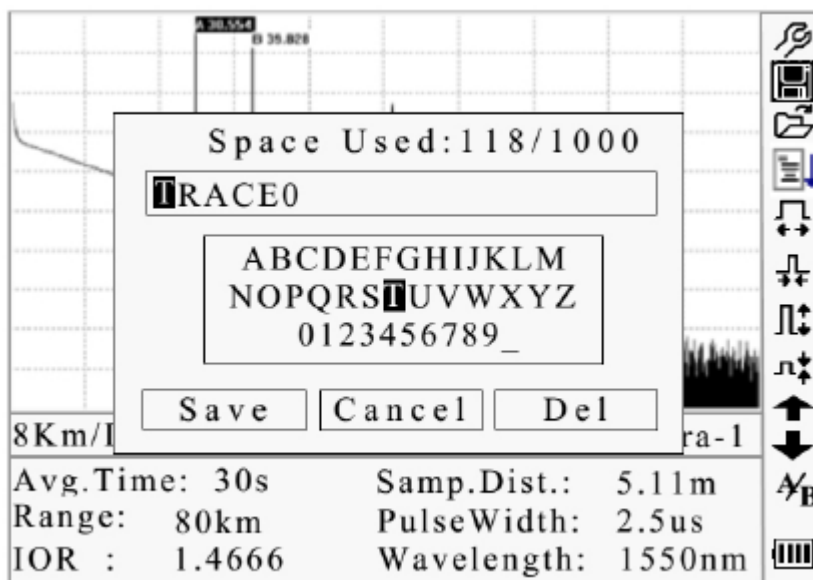 A 30.554
B 39.828
Space Used:118/1000
TRACE0
ABCDEFGHIJKLM
NOPQRSTUVWXYZ
0123456789_
Save Cancel Del
8Km/ ra-1
Avg.Time: 30s Samp.Dist.: 5.11m
Range: 80km PulseWidth: 2.5us
IOR : 1.4666 Wavelength: 1550nm
A/B